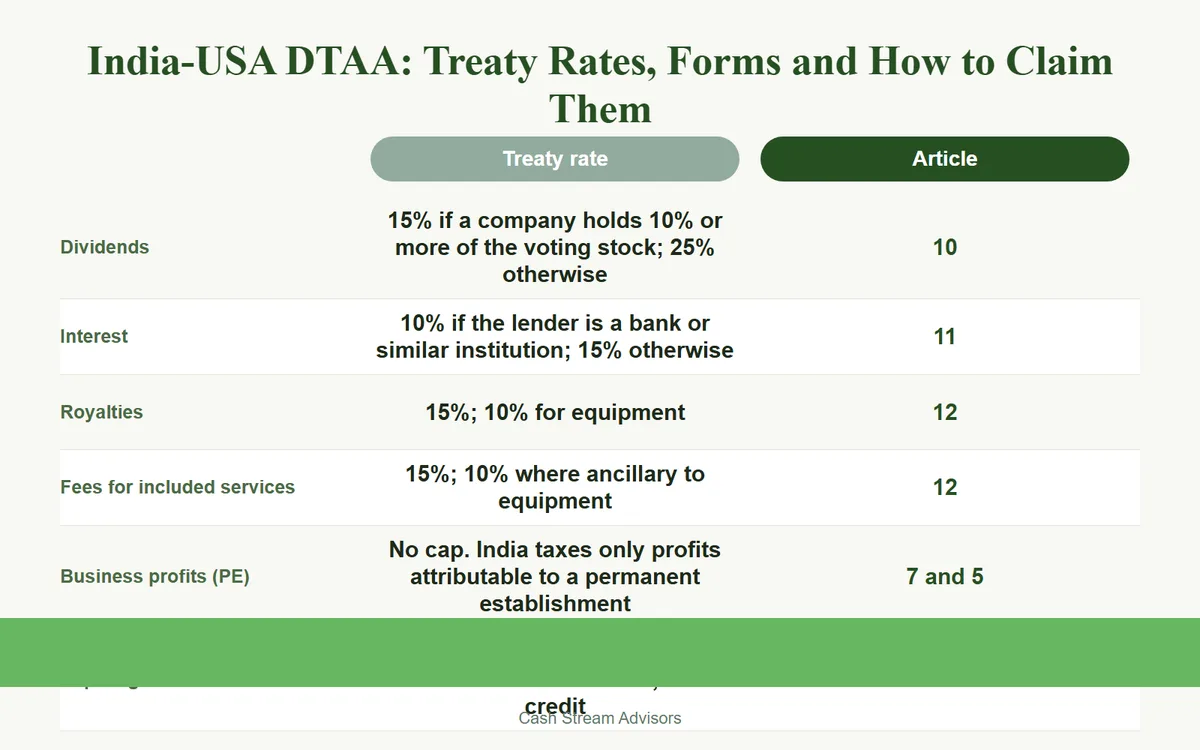 India-USA DTAA: Treaty Rates, Forms and How to Claim
Them
Treaty rate
Article
Dividends
15% if a company holds 10% or
more of the voting stock; 25%
otherwise
10
Interest
10% if the lender is a bank or
similar institution; 15% otherwise
11
Royalties
15%; 10% for equipment
12
Fees for included services
15%; 10% where ancillary to
equipment
12
Business profits (PE)
No cap. India taxes only profits
attributable to a permanent
establishment
7 and 5
credit
Cash Stream Advisors